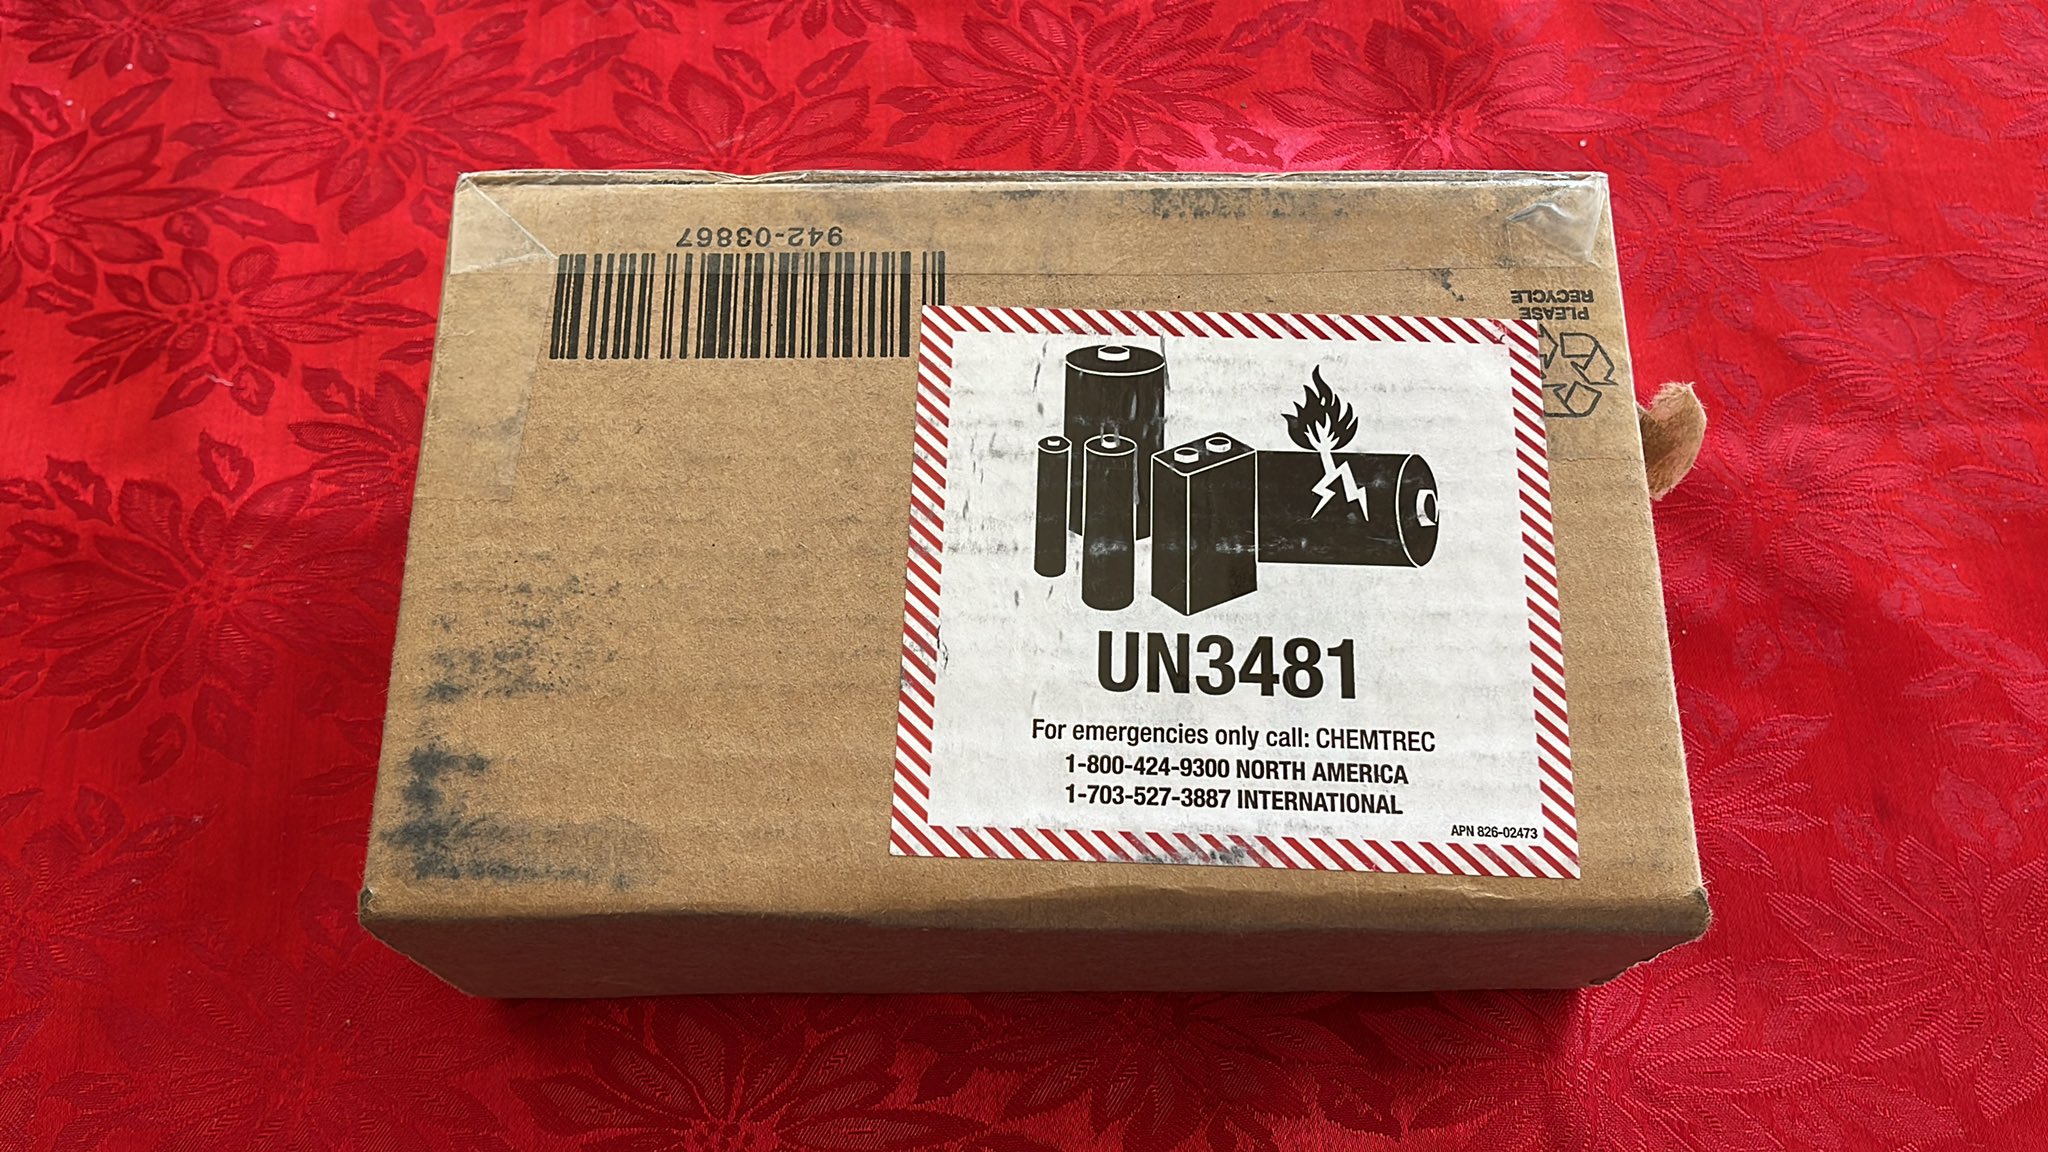 942-03867
PLEASE
RECYCLE
UN3481
For emergencies only call: CHEMTREC
1-800-424-9300 NORTH AMERICA
1-703-527-3887 INTERNATIONAL
APN 826-02473